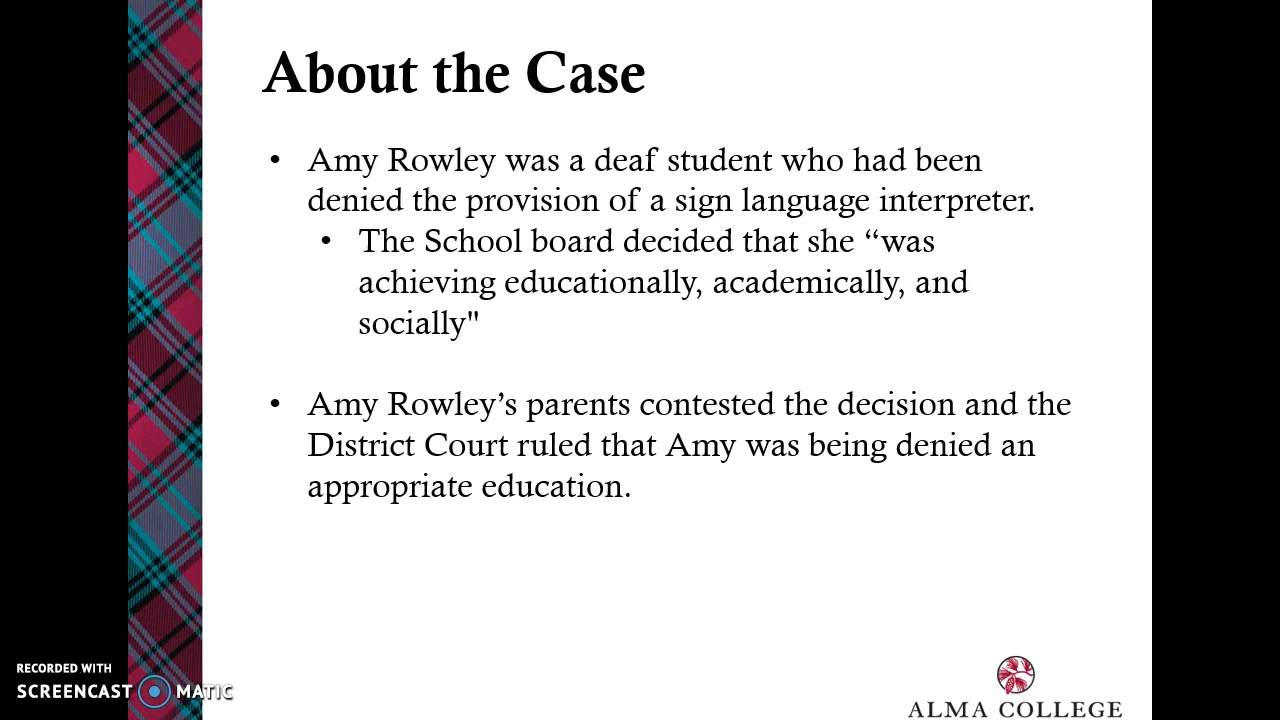 About the Case
• Amy Rowley was a deaf student who had been
denied the provision of a sign language interpreter.
• The School board decided that she “was
achieving educationally, academically, and
socially"
• Amy Rowley’s parents contested the decision and the
District Court ruled that Amy was being denied an
appropriate education.
RECORDED WITH
SCREENCAST MATIC
ALMA COLLEGE